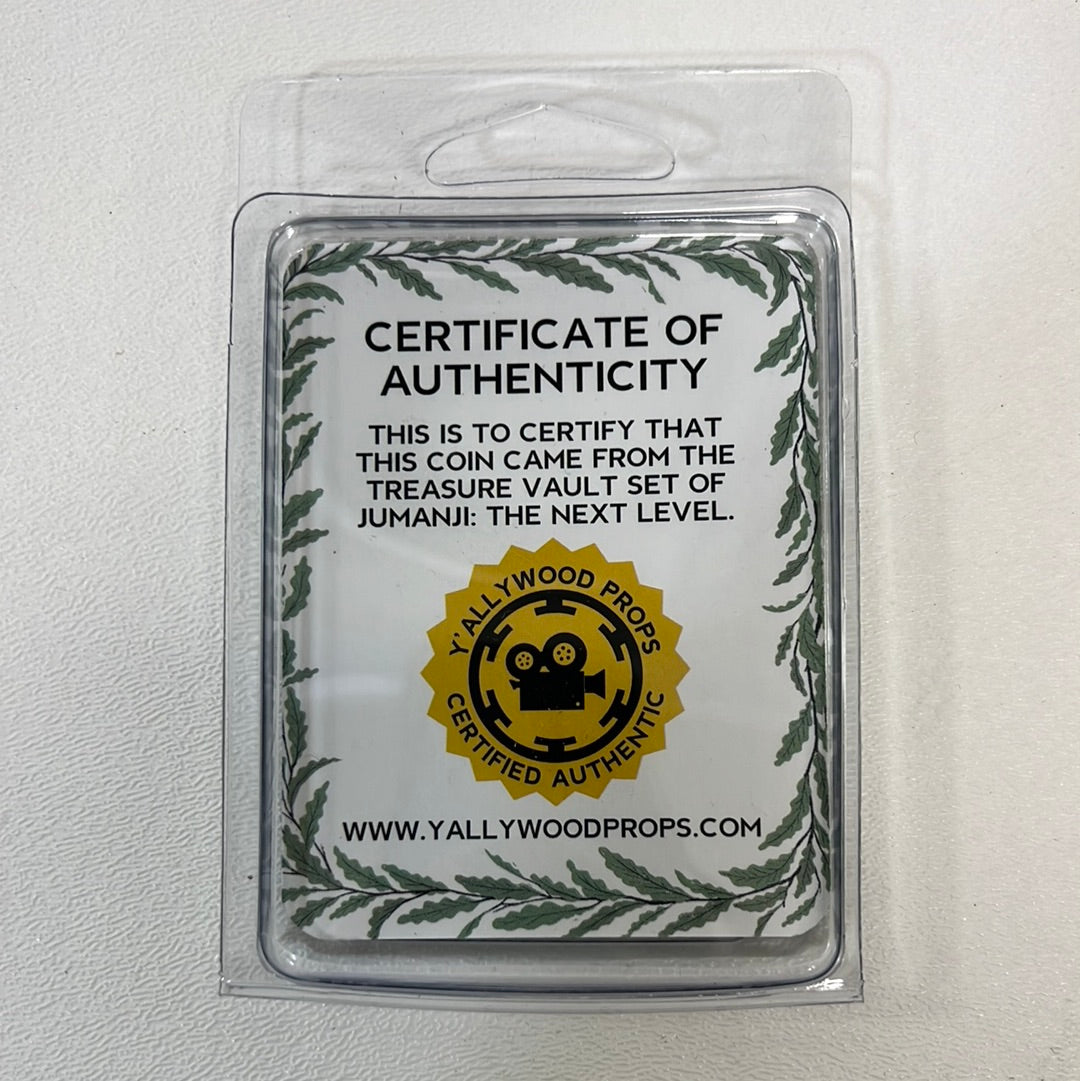 CERTIFICATE OF
AUTHENTICITY
THIS IS TO CERTIFY THAT
THIS COIN CAME FROM THE
TREASURE VAULT SET OF
JUMANJI: THE NEXT LEVEL.
Y'ALLYWOOD PROPS
CERTIFIED AUTHENTIC
WWW.YALLYWOODPROPS.COM